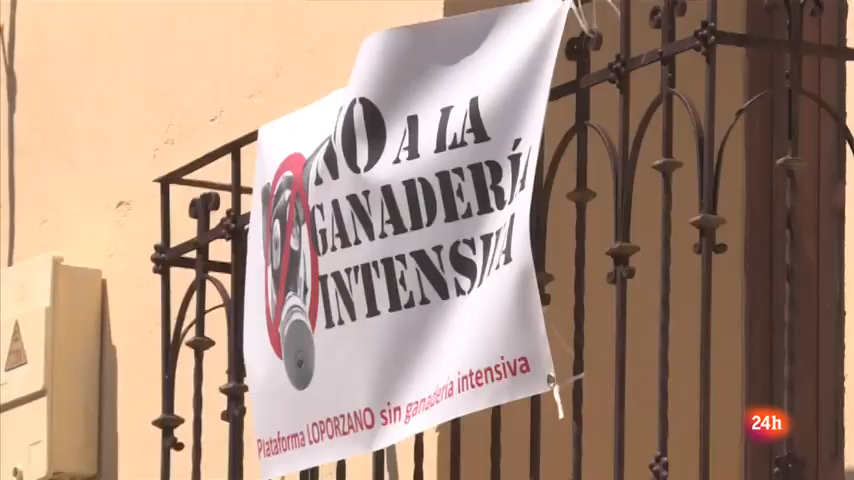 NO A LA
GANADERÍA
INTENSIVA
Plataforma LOPORZANO sin ganadería intensiva
24h